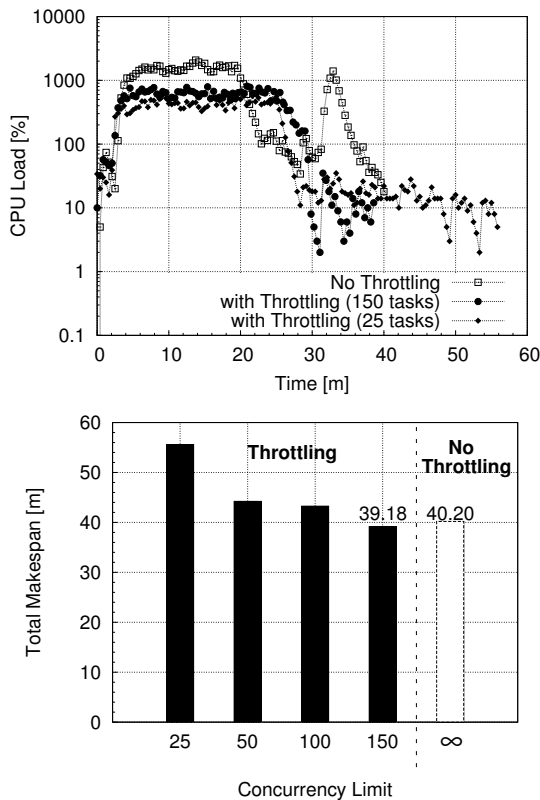 10000
1000
100
10
1
0.1
CPU Load [%]
No Throttling
with Throttling (150 tasks)
with Throttling (25 tasks)
0 10 20 30 40 50 60
Time [m]
60
50
40
30
20
10
0
Total Makespan [m]
Throttling
No
Throttling
39.18 40.20
25 50 100 150 ∞
Concurrency Limit